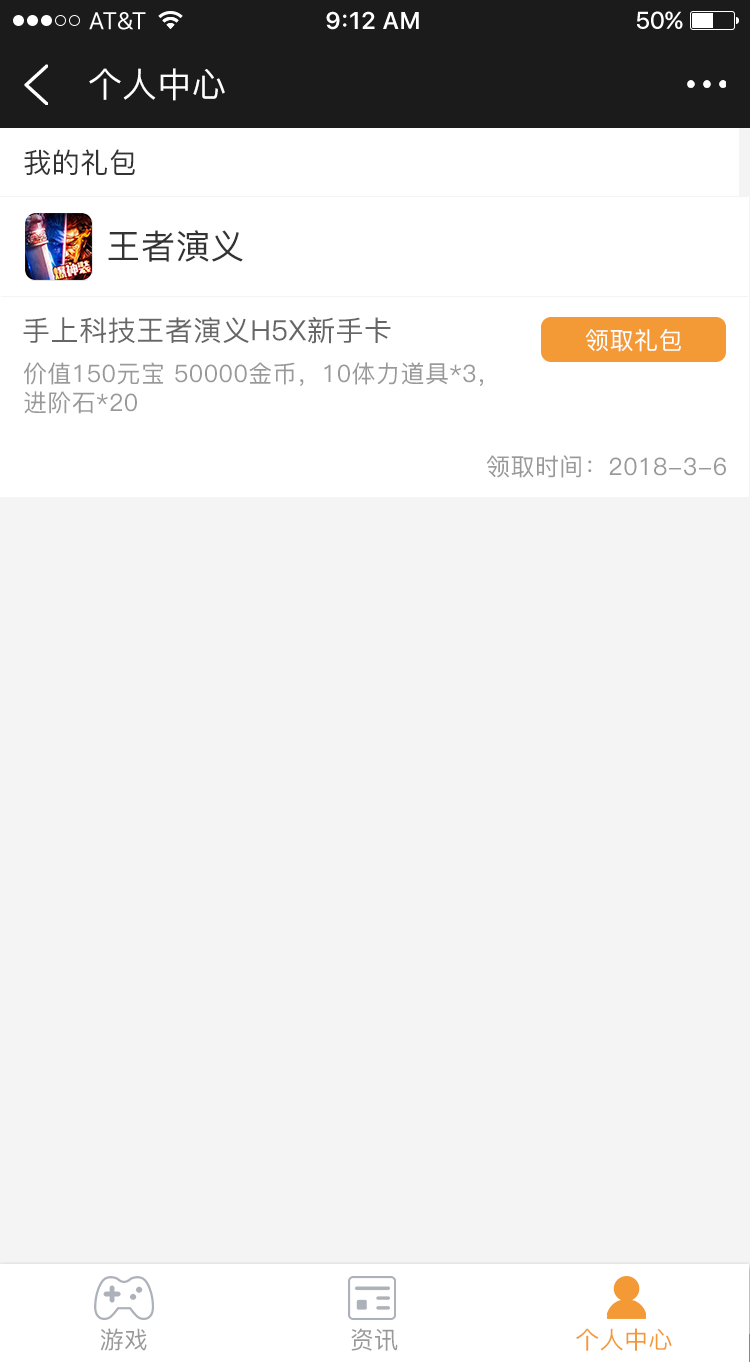 AT&T 9:12 AM 50%
个人中心
我的礼包
爆神装
王者演义
手上科技王者演义H5X新手卡
领取礼包
价值150元宝 50000金币，10体力道具*3，
进阶石*20
领取时间：2018-3-6
游戏 资讯 个人中心